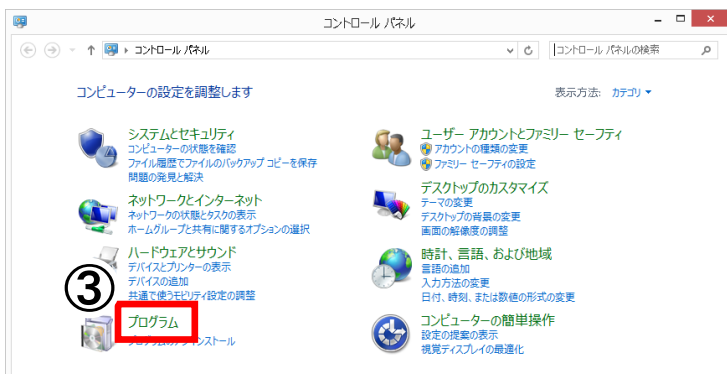 コントロール パネル
コントロール パネル
コントロール パネルの検索
コンピューターの設定を調整します
表示方法: カテゴリ
システムとセキュリティ
コンピューターの状態を確認
ファイル履歴でファイルのバックアップ コピーを保存
問題の発見と解決
ネットワークとインターネット
ネットワークの状態とタスクの表示
ホームグループと共有に関するオプションの選択
ハードウェアとサウンド
デバイスとプリンターの表示
デバイスの追加
共通で使うモビリティ設定の調整
③
プログラム
プログラムのアンインストール
ユーザー アカウントとファミリー セーフティ
アカウントの種類の変更
ファミリー セーフティの設定
デスクトップのカスタマイズ
テーマの変更
デスクトップの背景の変更
画面の解像度の調整
時計、言語、および地域
言語の追加
入力方法の変更
日付、時刻、または数値の形式の変更
コンピューターの簡単操作
設定の提案の表示
視覚ディスプレイの最適化